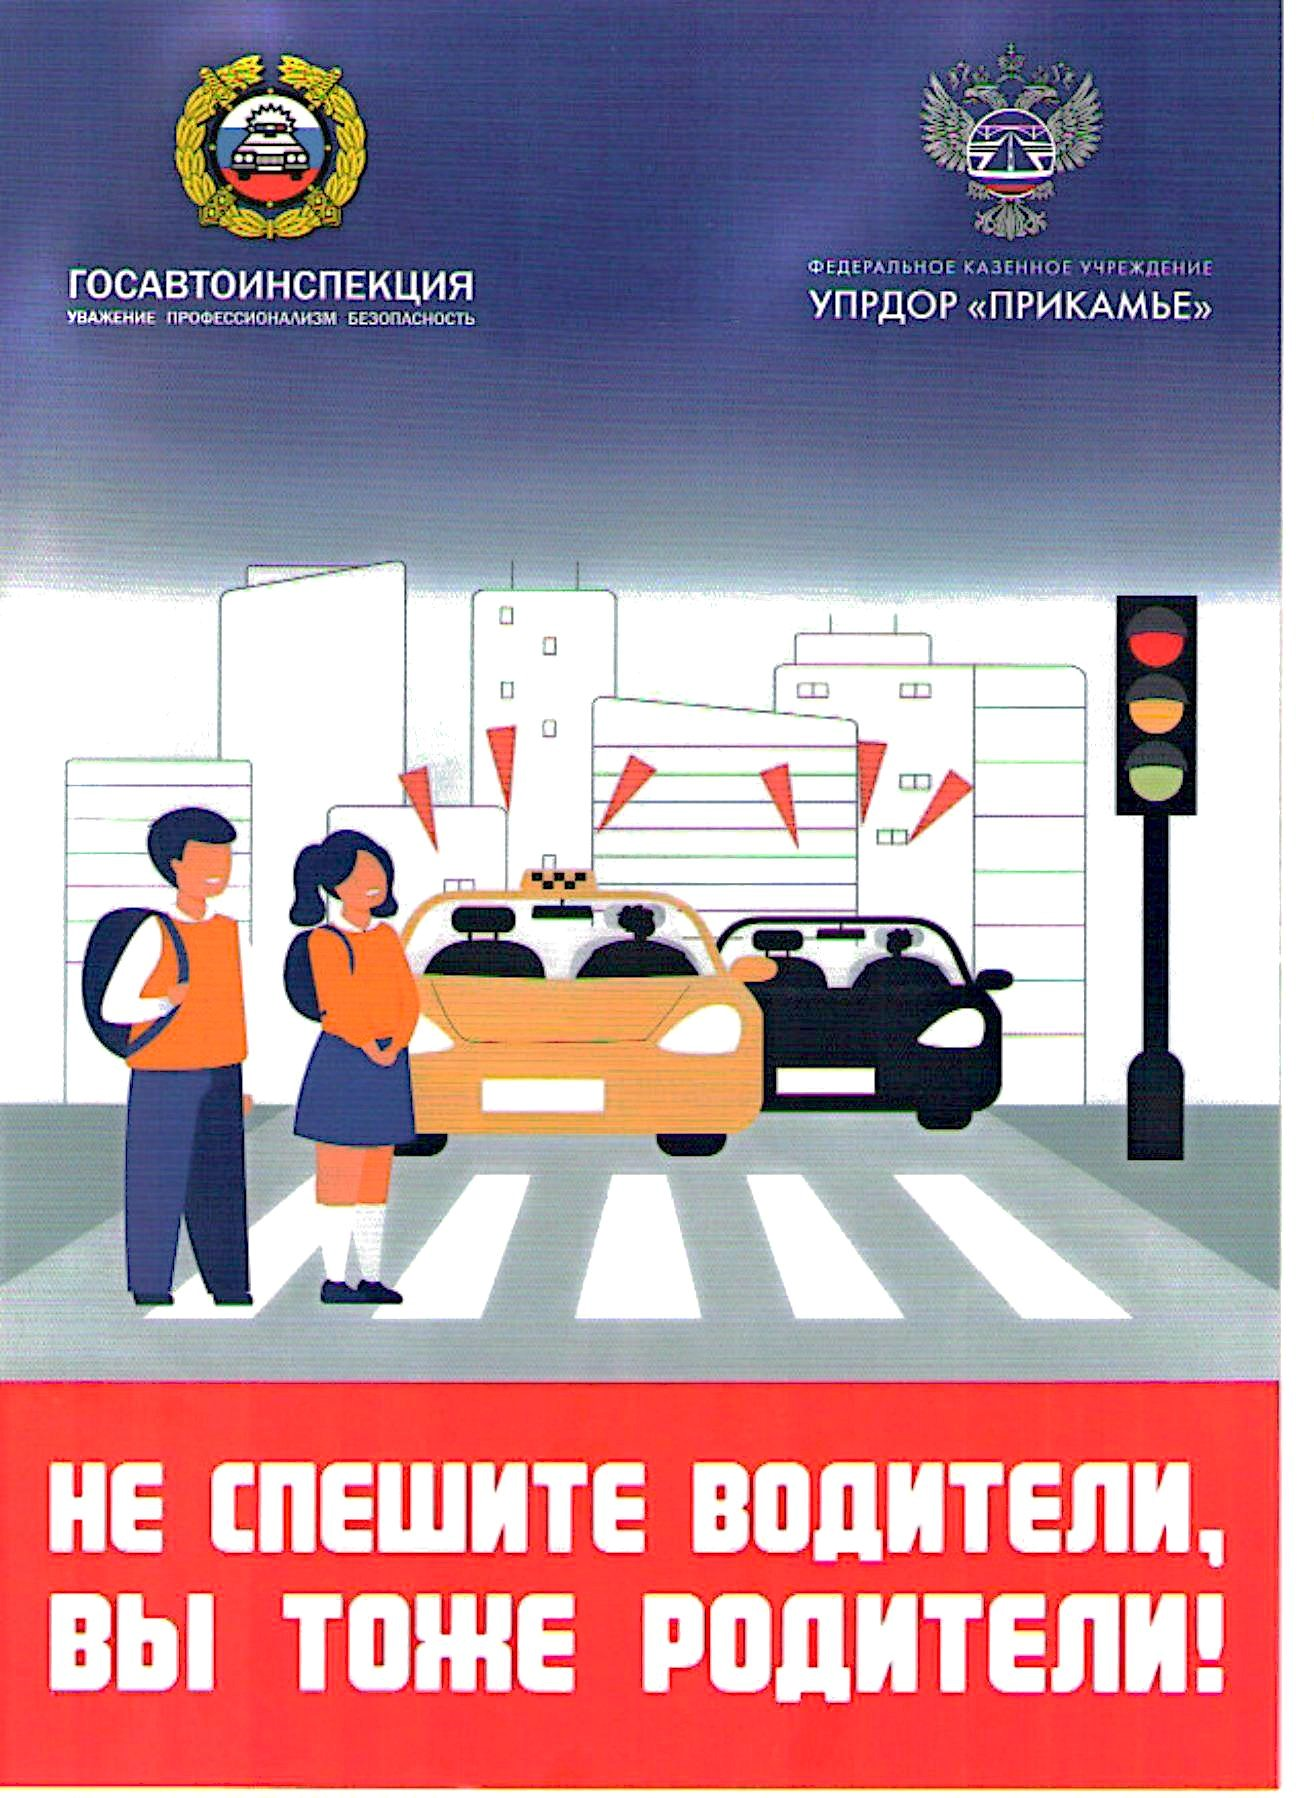 ГОСАВТОИНСПЕКЦИЯ
УВАЖЕНИЕ ПРОФЕССИОНАЛИЗМ БЕЗОПАСНОСТЬ
ФЕДЕРАЛЬНОЕ КАЗЕННОЕ УЧРЕЖДЕНИЕ
УПРДОР «ПРИКАМЬЕ»
НЕ СПЕШИТЕ ВОДИТЕЛИ,
ВЫ ТОЖЕ РОДИТЕЛИ!